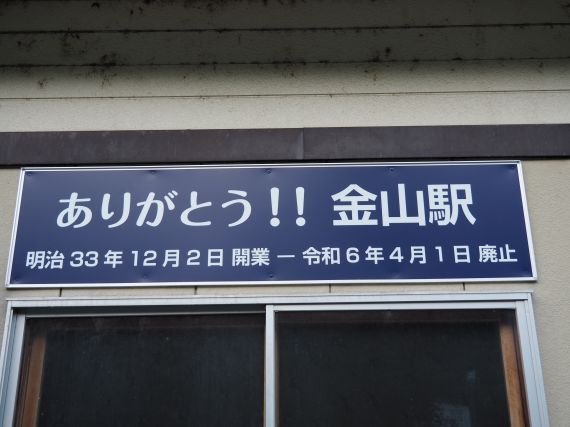 ありがとう!! 金山駅
明治33年12月2日 開業 － 令和6年4月1日 廃止